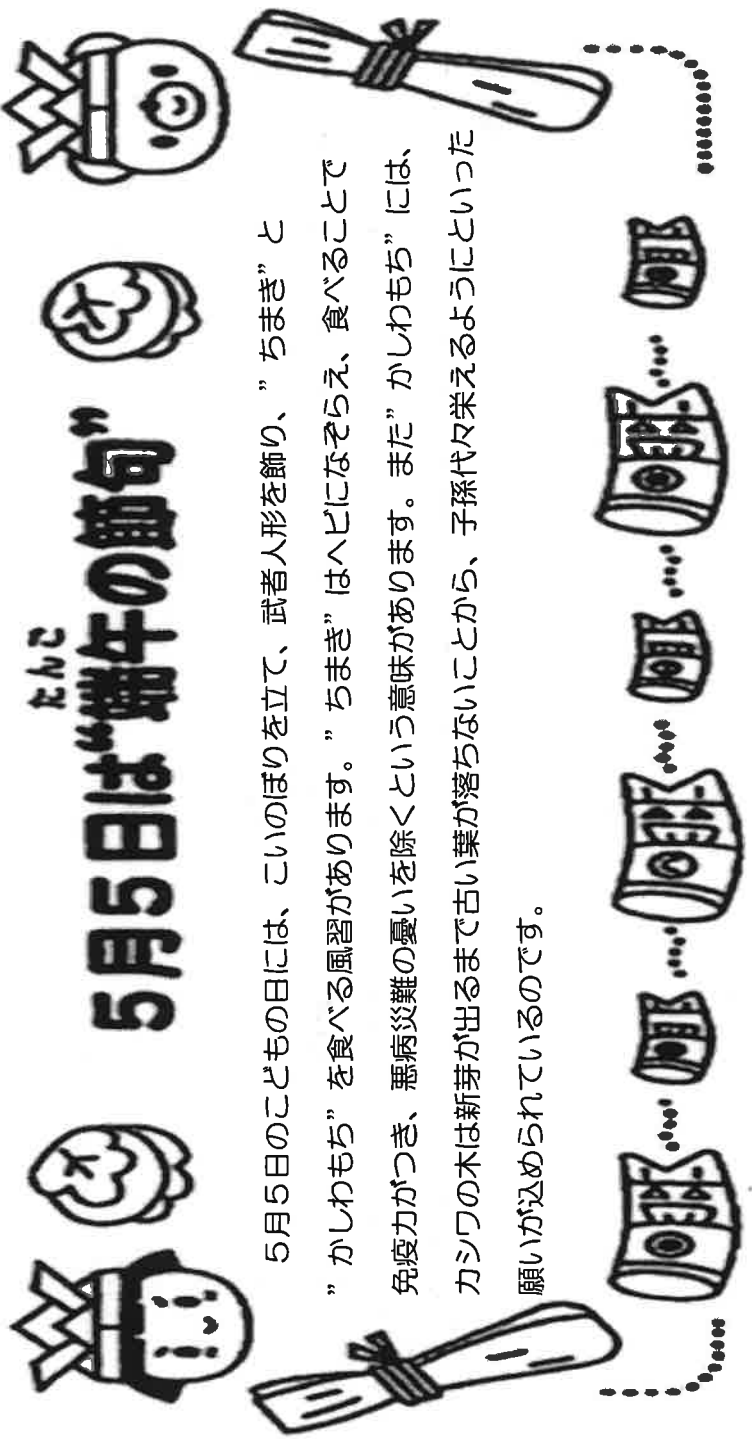 たんご
5月5日は“端午の節句”
5月5日のこどもの日には、こいのぼりを立て、武者人形を飾り、”ちまき”と
”かしわもち”を食べる風習があります。”ちまき”はヘビになぞらえ、食べることで
免疫力がつき、悪病災難の憂いを除くという意味があります。また”かしわもち”には、
カシワの木は新芽が出るまで古い葉が落ちないことから、子孫代々栄えるようにといった
願いが込められているのです。